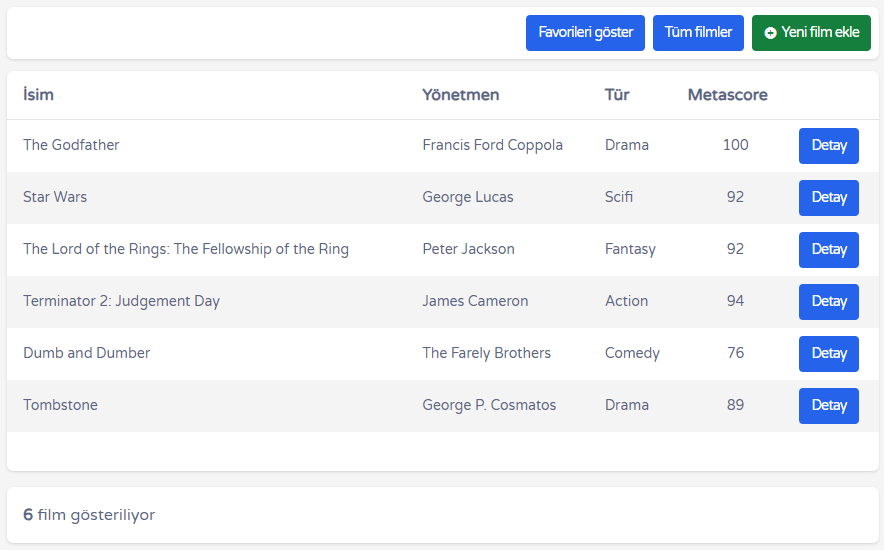 Favorileri göster Tüm filmler Yeni film ekle
İsim Yönetmen Tür Metascore
The Godfather Francis Ford Coppola Drama 100 Detay
Star Wars George Lucas Scifi 92 Detay
The Lord of the Rings: The Fellowship of the Ring Peter Jackson Fantasy 92 Detay
Terminator 2: Judgement Day James Cameron Action 94 Detay
Dumb and Dumber The Farely Brothers Comedy 76 Detay
Tombstone George P. Cosmatos Drama 89 Detay
6 film gösteriliyor